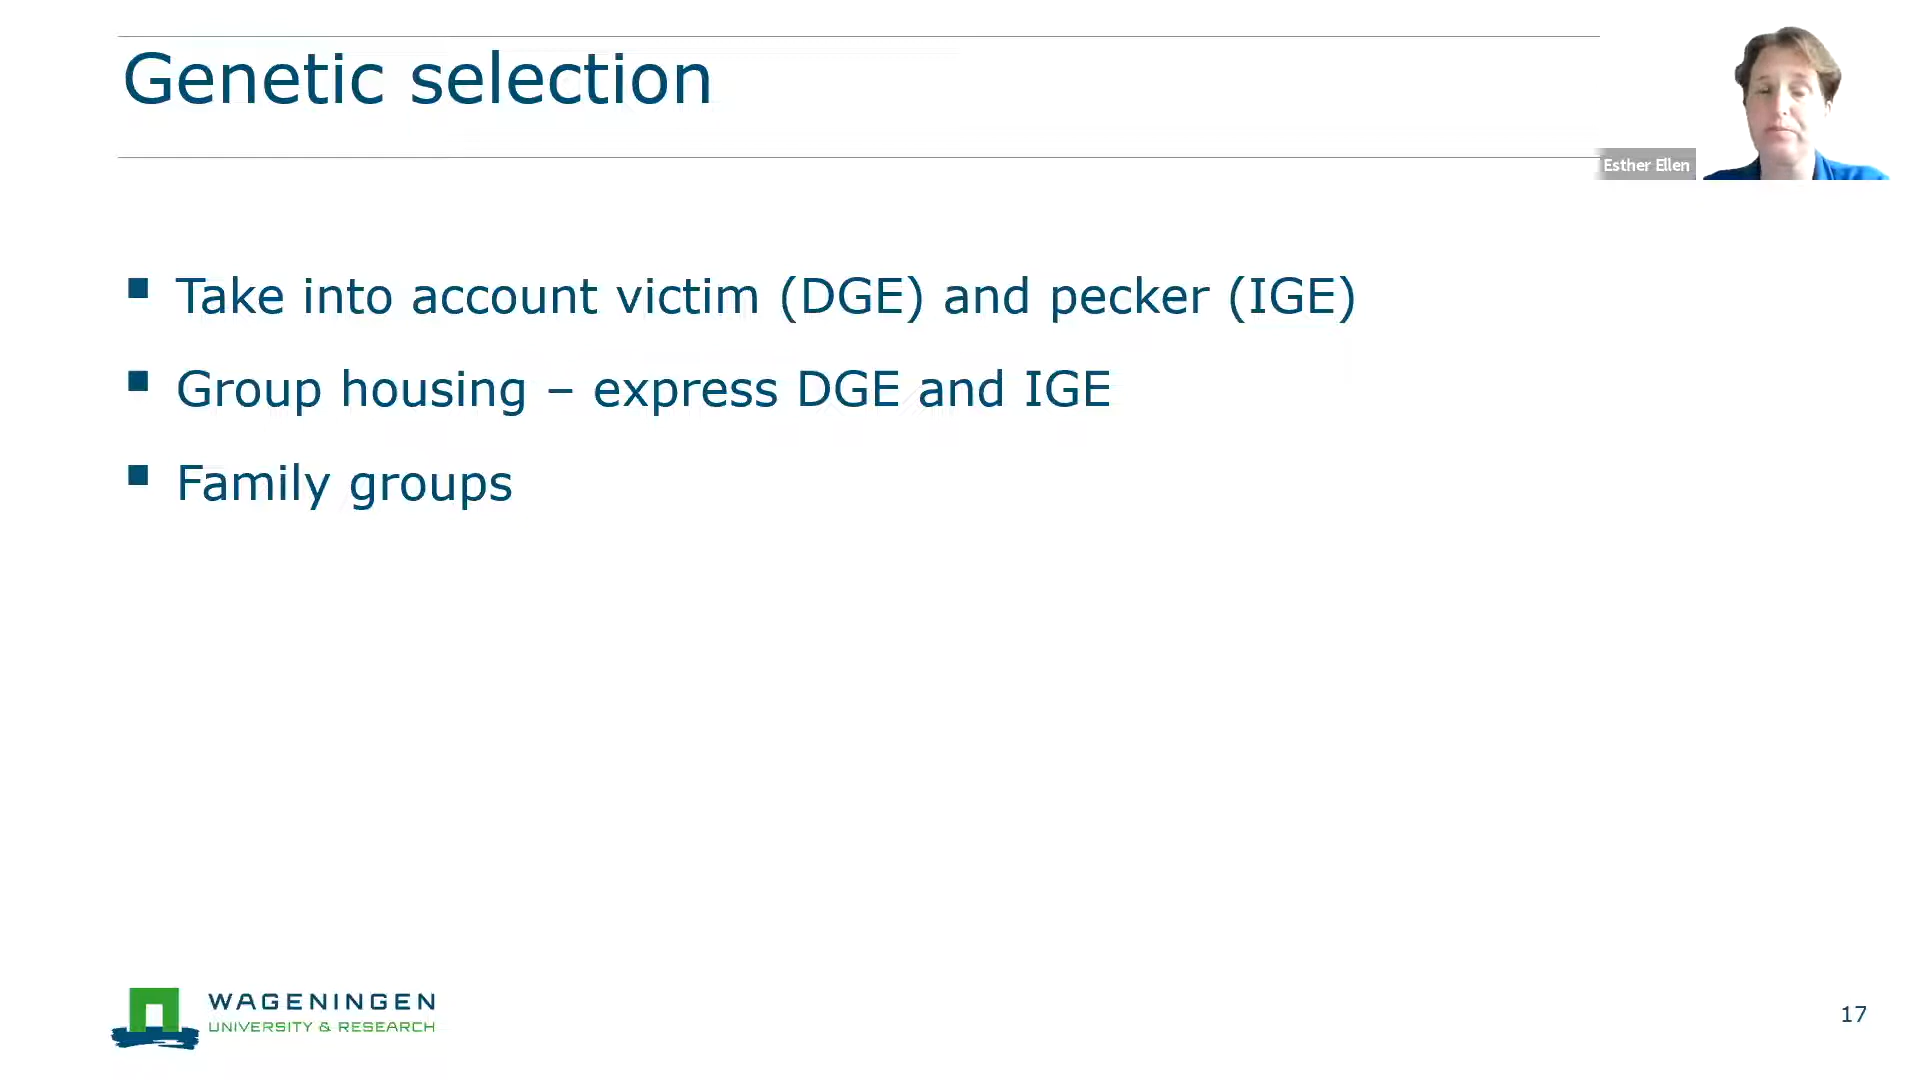 Genetic selection
Esther Ellen
▪ Take into account victim (DGE) and pecker (IGE)
▪ Group housing – express DGE and IGE
▪ Family groups
WAGENINGEN
UNIVERSITY & RESEARCH
17